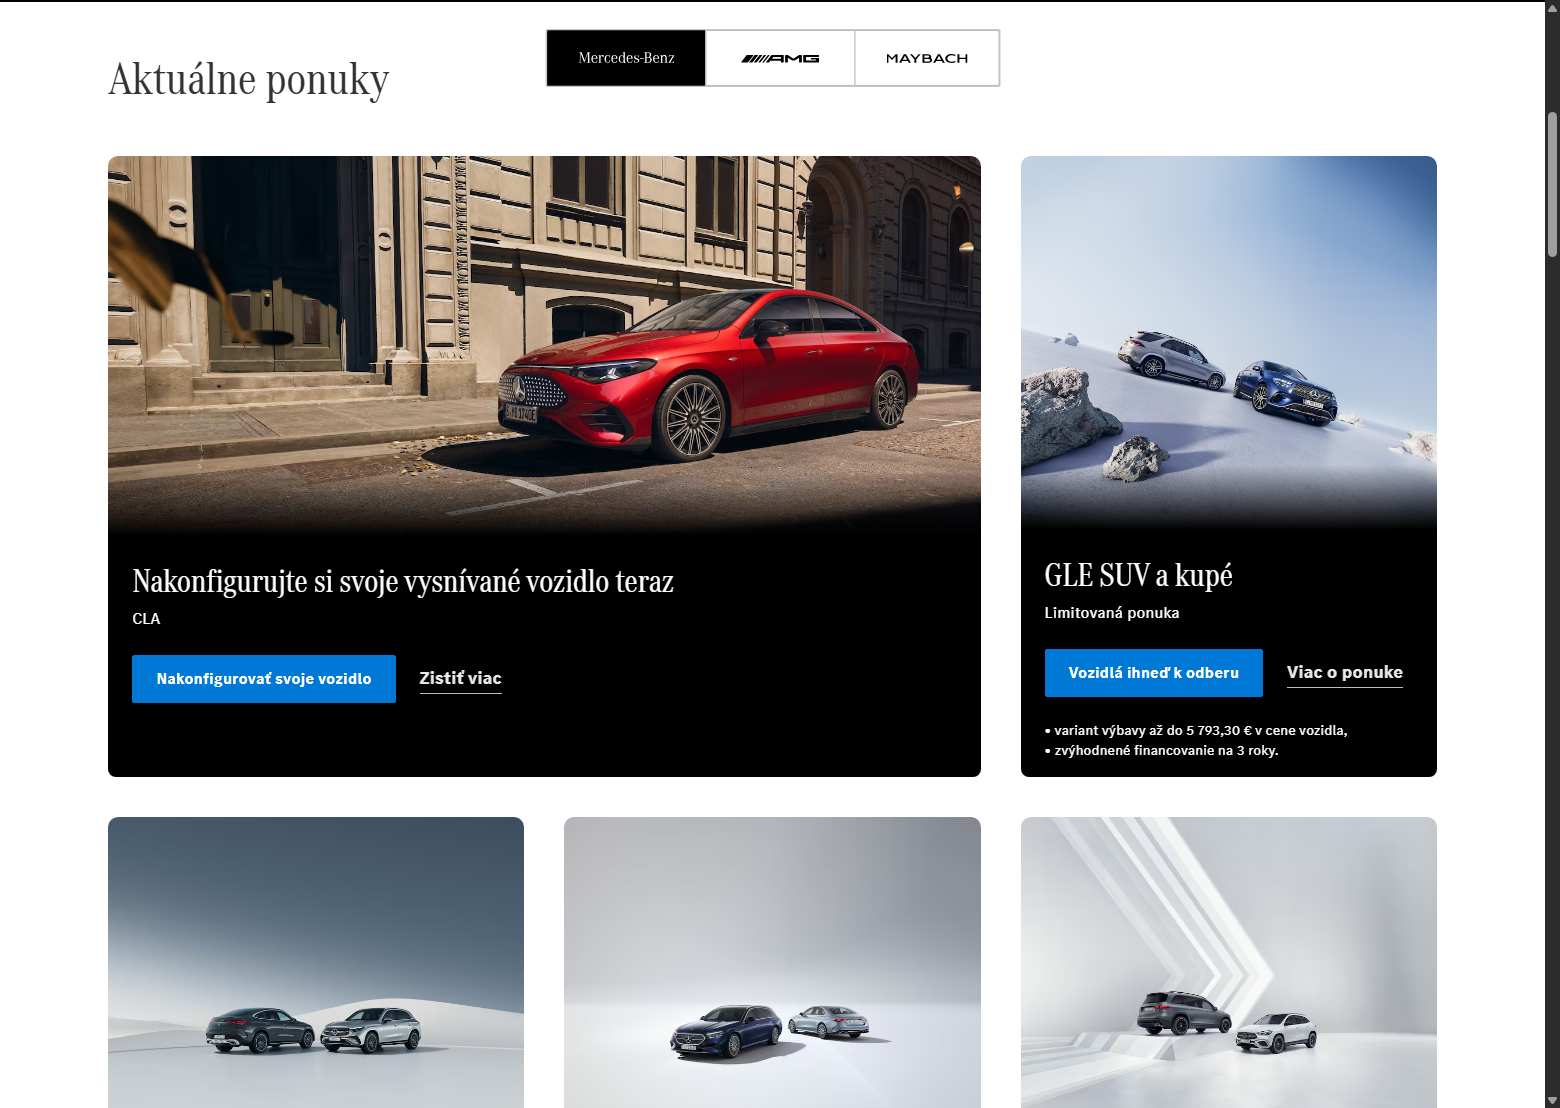 Aktuálne ponuky
Mercedes-Benz
AMG
MAYBACH
Nakonfigurujte si svoje vysnívané vozidlo teraz
CLA
Nakonfigurovať svoje vozidlo
Zistiť viac
GLE SUV a kupé
Limitovaná ponuka
Vozidlá ihneď k odberu
Viac o ponuke
• variant výbavy až do 5 793,30 € v cene vozidla,
• zvýhodnené financovanie na 3 roky.